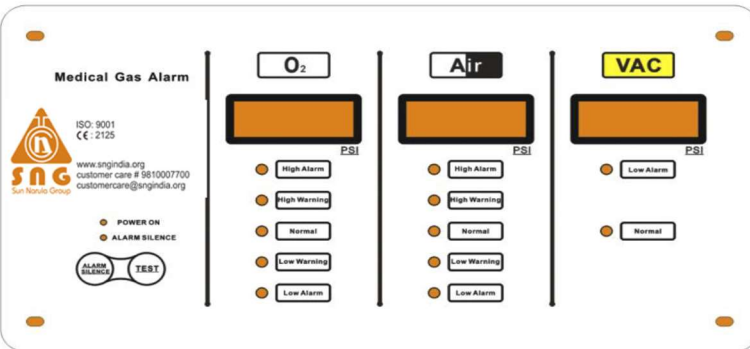 Medical Gas Alarm
ISO: 9001
CE : 2125
www.sngindia.org
customer care # 9810007700
customercare@sngindia.org
SNG
Sun Narula Group
POWER ON
ALARM SILENCE
ALARM
SILENCE
TEST
O₂
PSI
High Alarm
High Warning
Normal
Low Warning
Low Alarm
Air
PSI
High Alarm
High Warning
Normal
Low Warning
Low Alarm
VAC
PSI
Low Alarm
Normal